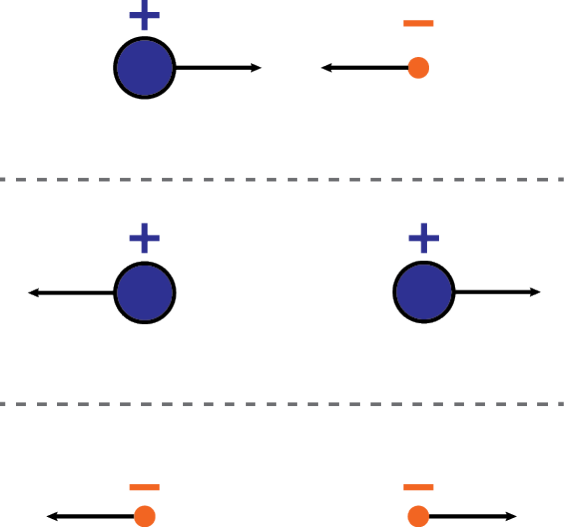 + −
+ +
− −